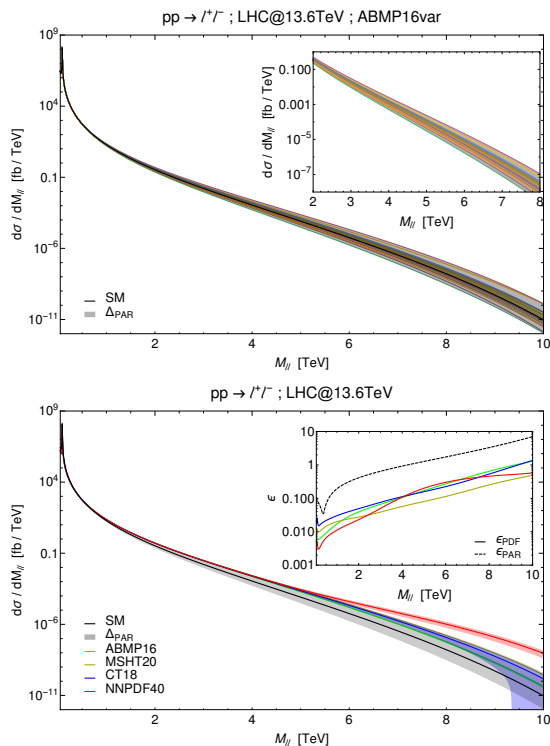 pp → l⁺l⁻ ; LHC@13.6TeV ; ABMP16var
dσ / dM_ll [fb / TeV]
10⁹
10⁴
0.1
10⁻⁶
10⁻¹¹
2 4 6 8 10
M_ll [TeV]
SM
Δ_PAR
dσ / dM_ll [fb / TeV]
0.100
0.001
10⁻⁵
10⁻⁷
2 3 4 5 6 7 8
M_ll [TeV]
pp → l⁺l⁻ ; LHC@13.6TeV
dσ / dM_ll [fb / TeV]
10⁹
10⁴
0.1
10⁻⁶
10⁻¹¹
2 4 6 8 10
M_ll [TeV]
SM
Δ_PAR
ABMP16
MSHT20
CT18
NNPDF40
ϵ
10
1
0.100
0.010
0.001
2 4 6 8 10
M_ll [TeV]
ϵ_PDF
ϵ_PAR